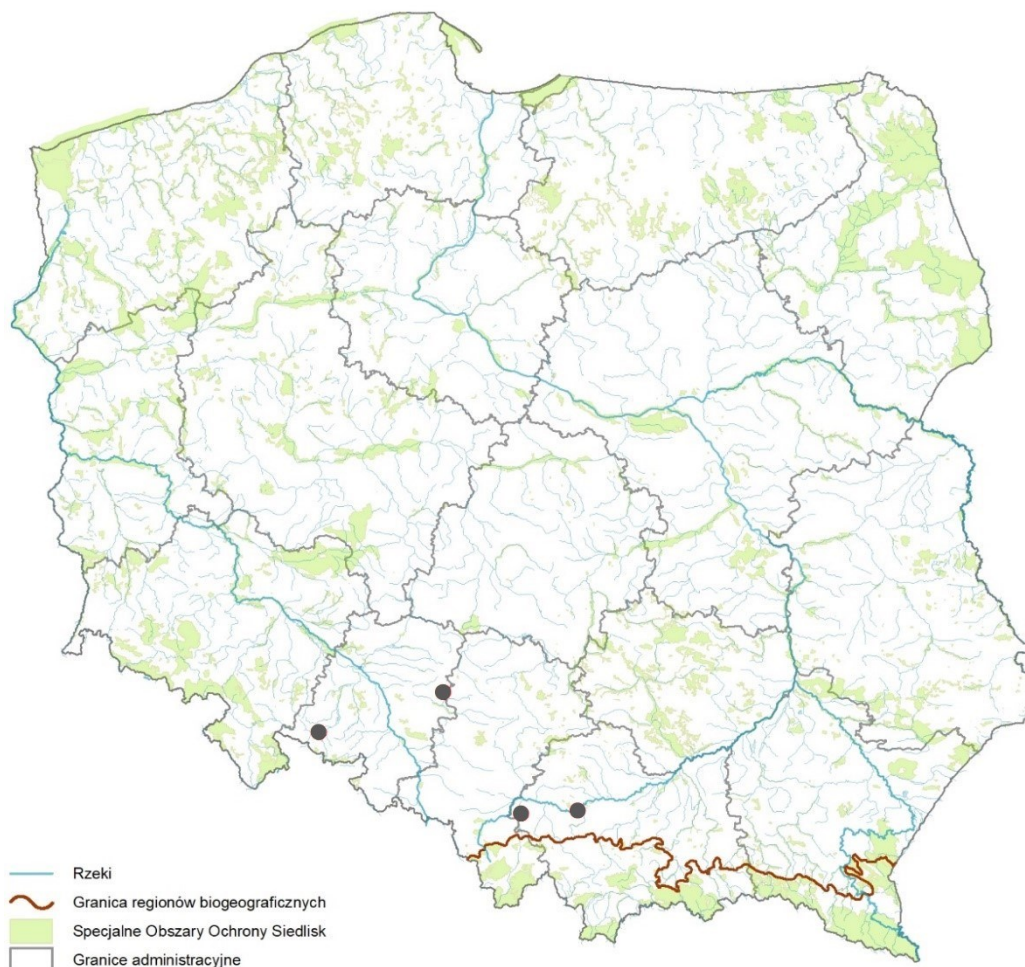 Rzeki
Granica regionów biogeograficznych
Specjalne Obszary Ochrony Siedlisk
Granice administracyjne